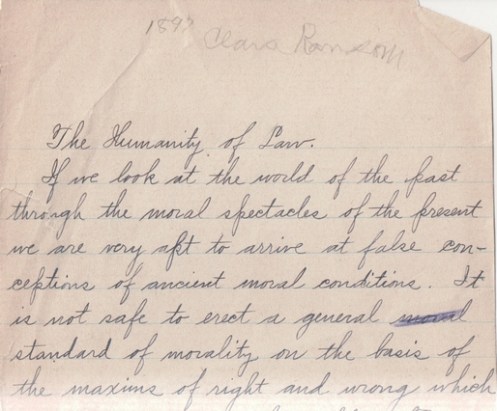 1897 Clara Ransom
The Humanity of Law.
If we look at the world of the past
through the moral spectacles of the present
we are very apt to arrive at false con-
ceptions of ancient moral conditions. It
is not safe to erect a general moral
standard of morality on the basis of
the maxims of right and wrong which